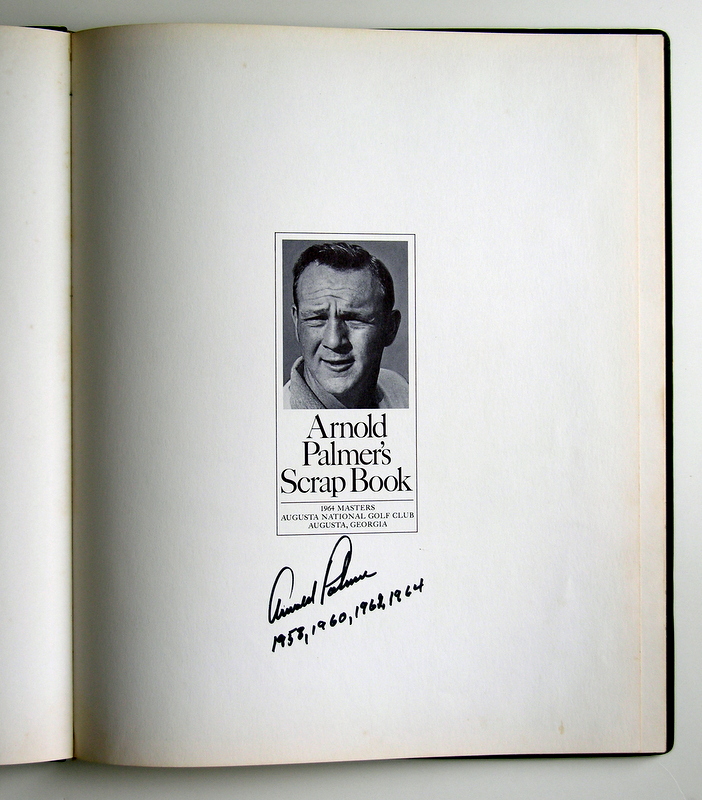 Arnold
Palmer's
Scrap Book
1964 MASTERS
AUGUSTA NATIONAL GOLF CLUB
AUGUSTA, GEORGIA
Arnold Palmer
1958, 1960, 1962, 1964